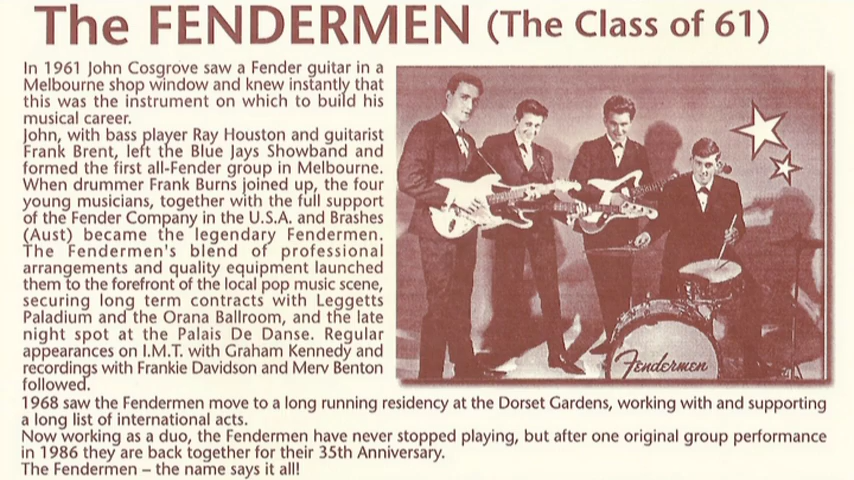 The FENDERMEN (The Class of 61)
In 1961 John Cosgrove saw a Fender guitar in a
Melbourne shop window and knew instantly that
this was the instrument on which to build his
musical career.
John, with bass player Ray Houston and guitarist
Frank Brent, left the Blue Jays Showband and
formed the first all-Fender group in Melbourne.
When drummer Frank Burns joined up, the four
young musicians, together with the full support
of the Fender Company in the U.S.A. and Brashes
(Aust) became the legendary Fendermen.
The Fendermen's blend of professional
arrangements and quality equipment launched
them to the forefront of the local pop music scene,
securing long term contracts with Leggetts
Paladium and the Orana Ballroom, and the late
night spot at the Palais De Danse. Regular
appearances on I.M.T. with Graham Kennedy and
recordings with Frankie Davidson and Merv Benton
followed.
Fendermen
1968 saw the Fendermen move to a long running residency at the Dorset Gardens, working with and supporting
a long list of international acts.
Now working as a duo, the Fendermen have never stopped playing, but after one original group performance
in 1986 they are back together for their 35th Anniversary.
The Fendermen – the name says it all!